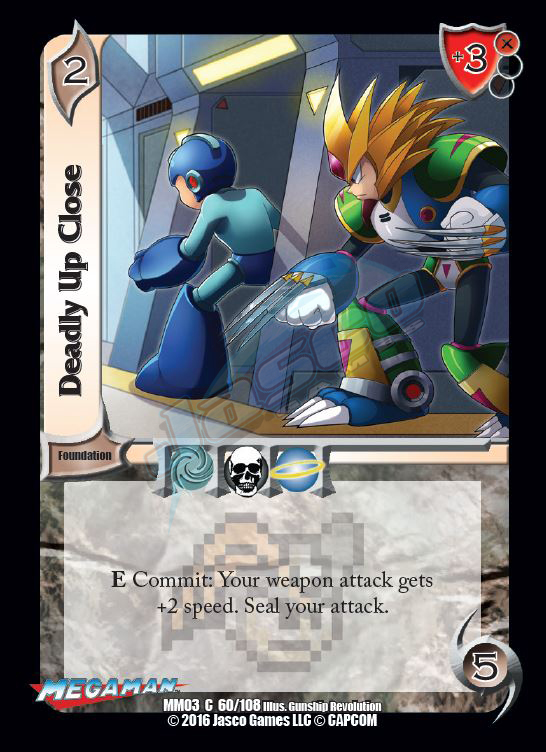 2
+3
Deadly Up Close
Foundation
E Commit: Your weapon attack gets
+2 speed. Seal your attack.
5
MEGAMAN™
MM03 C 60/108 Illus. Gunship Revolution
© 2016 Jasco Games LLC © CAPCOM